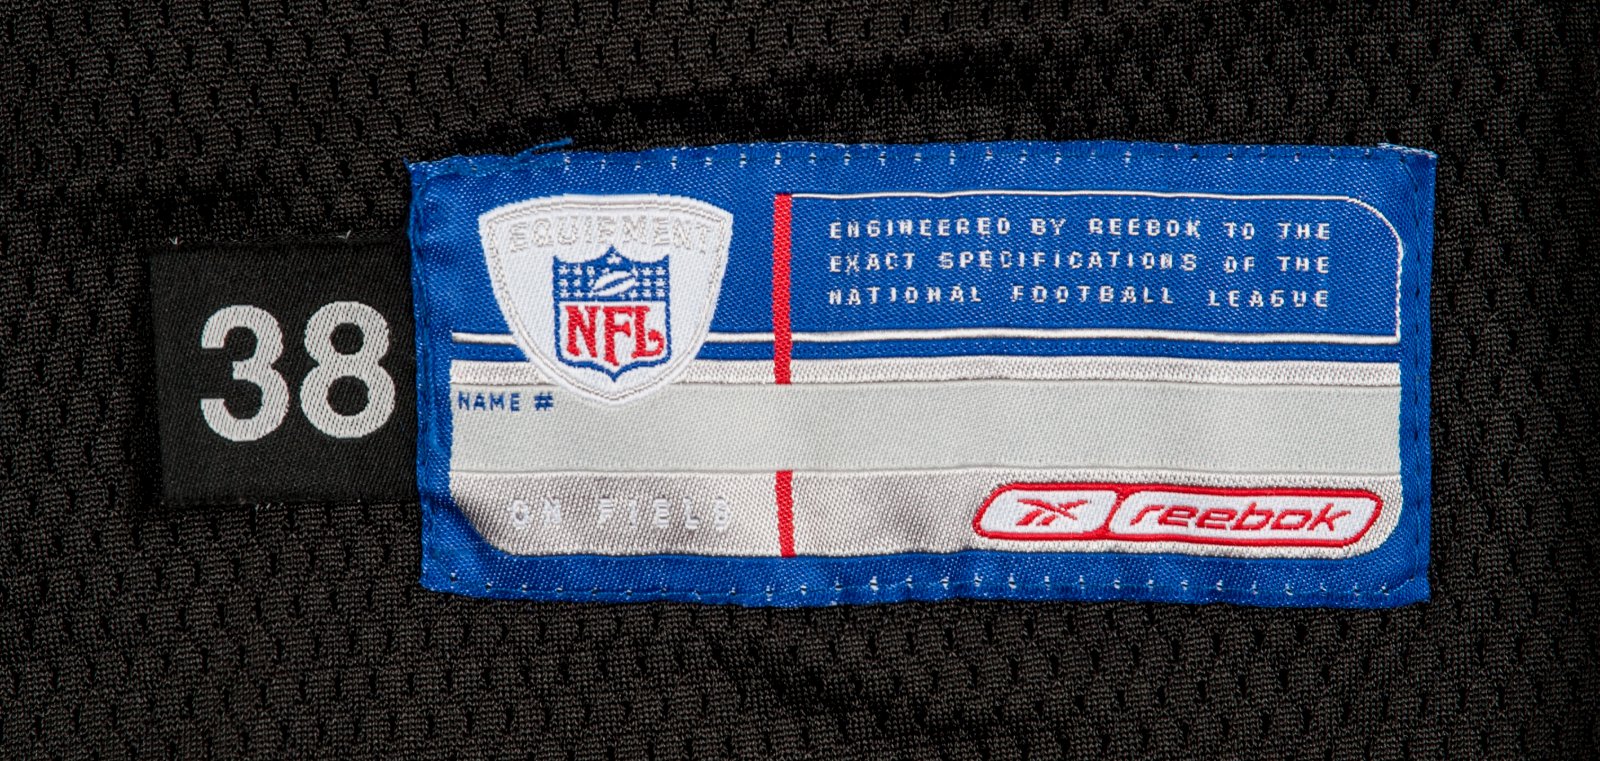 38
EQUIPMENT
NFL
ENGINEERED BY REEBOK TO THE
EXACT SPECIFICATIONS OF THE
NATIONAL FOOTBALL LEAGUE
NAME #
ON FIELD
reebok